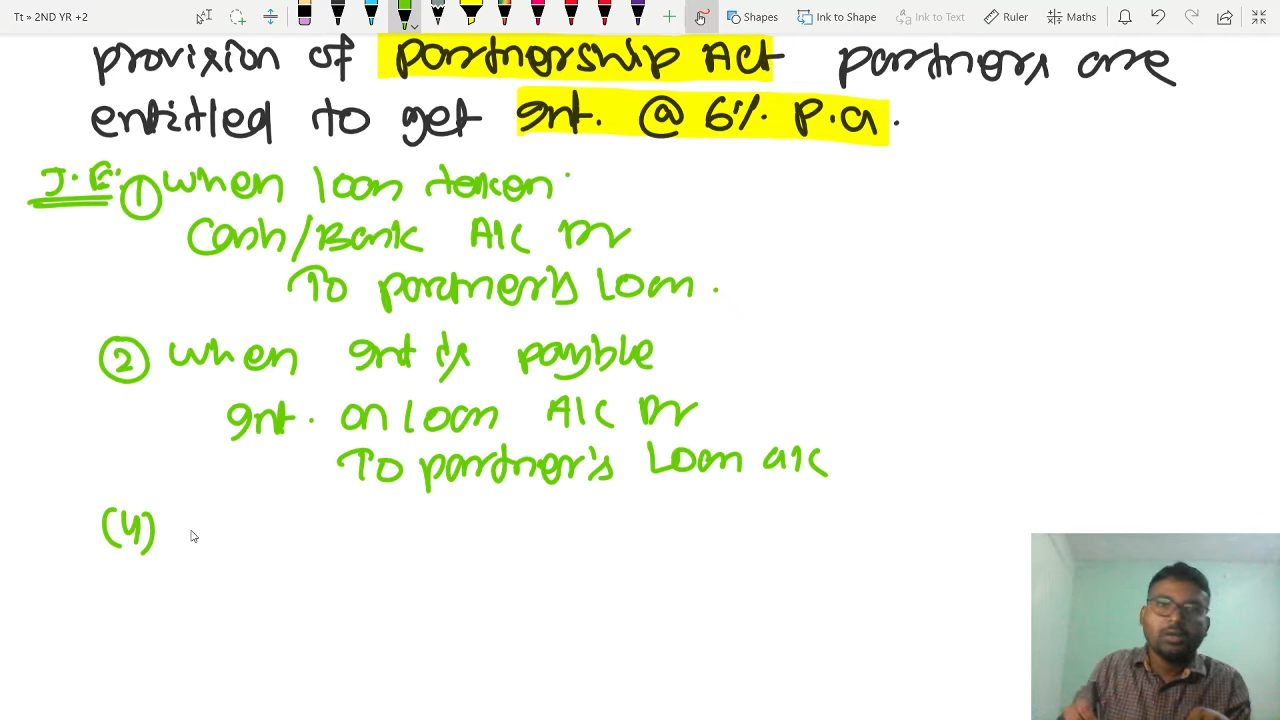 Tt » 2ND YR +2
Shapes Ink to Shape Ink to Text Ruler Maths
provision of Partnership Act partners are
entitled to get Int. @ 6% P.a.
J.E. ① when loan taken
Cash/Bank A/C Dr
To partner's Loan.
② when Int is payble
Int. on loan A/C Dr
To partner's Loan a/c
(4)